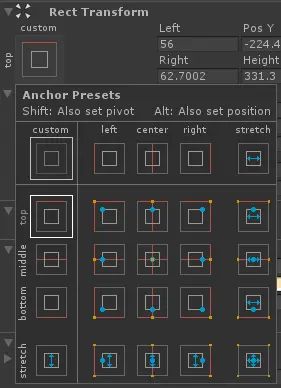 Rect Transform
custom
Left
Pos Y
56
-224.4
Right
Height
62.7002
331.3
top
Anchor Presets
Shift: Also set pivot
Alt: Also set position
custom
left
center
right
stretch
top
middle
bottom
stretch